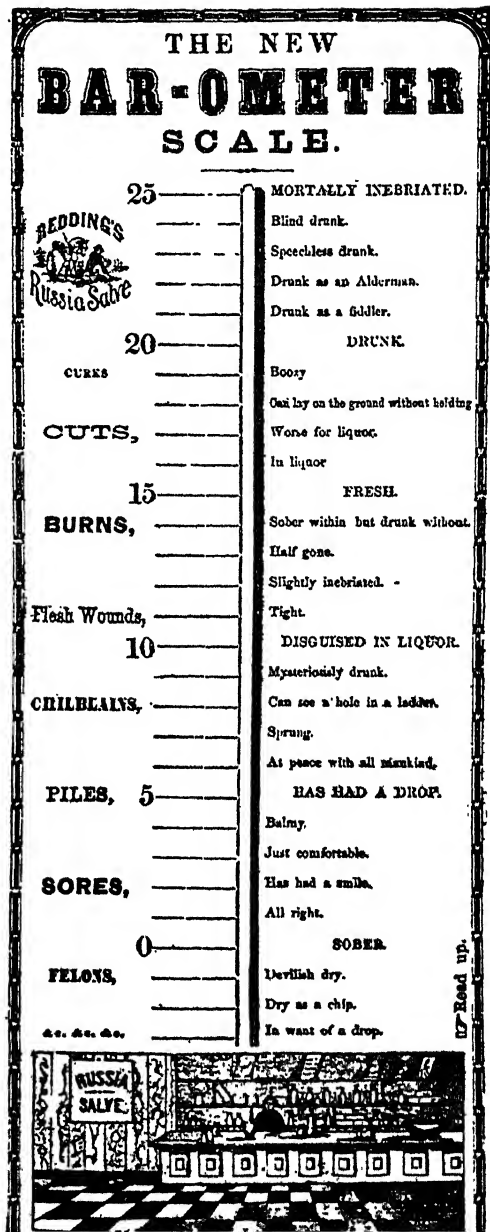 THE NEW
BAR-OMETER
SCALE.
REDDING'S
Russia Salve
CURES
CUTS,
BURNS,
Flesh Wounds,
CHILBLAINS,
PILES,
SORES,
FELONS,
&c. &c. &c.
25 MORTALLY INEBRIATED.
Blind drunk.
Speechless drunk.
Drunk as an Alderman.
Drunk as a fiddler.
20 DRUNK.
Boozy
Can lay on the ground without holding
Worse for liquor.
In liquor
15 FRESH.
Sober within but drunk without.
Half gone.
Slightly inebriated.
Tight.
10 DISGUISED IN LIQUOR.
Mysteriously drunk.
Can see a hole in a ladder.
Sprung.
At peace with all mankind.
5 HAS HAD A DROP.
Balmy.
Just comfortable.
Has had a smile.
All right.
0 SOBER.
Devilish dry.
Dry as a chip.
In want of a drop.
☞Read up.
RUSSIA
SALVE